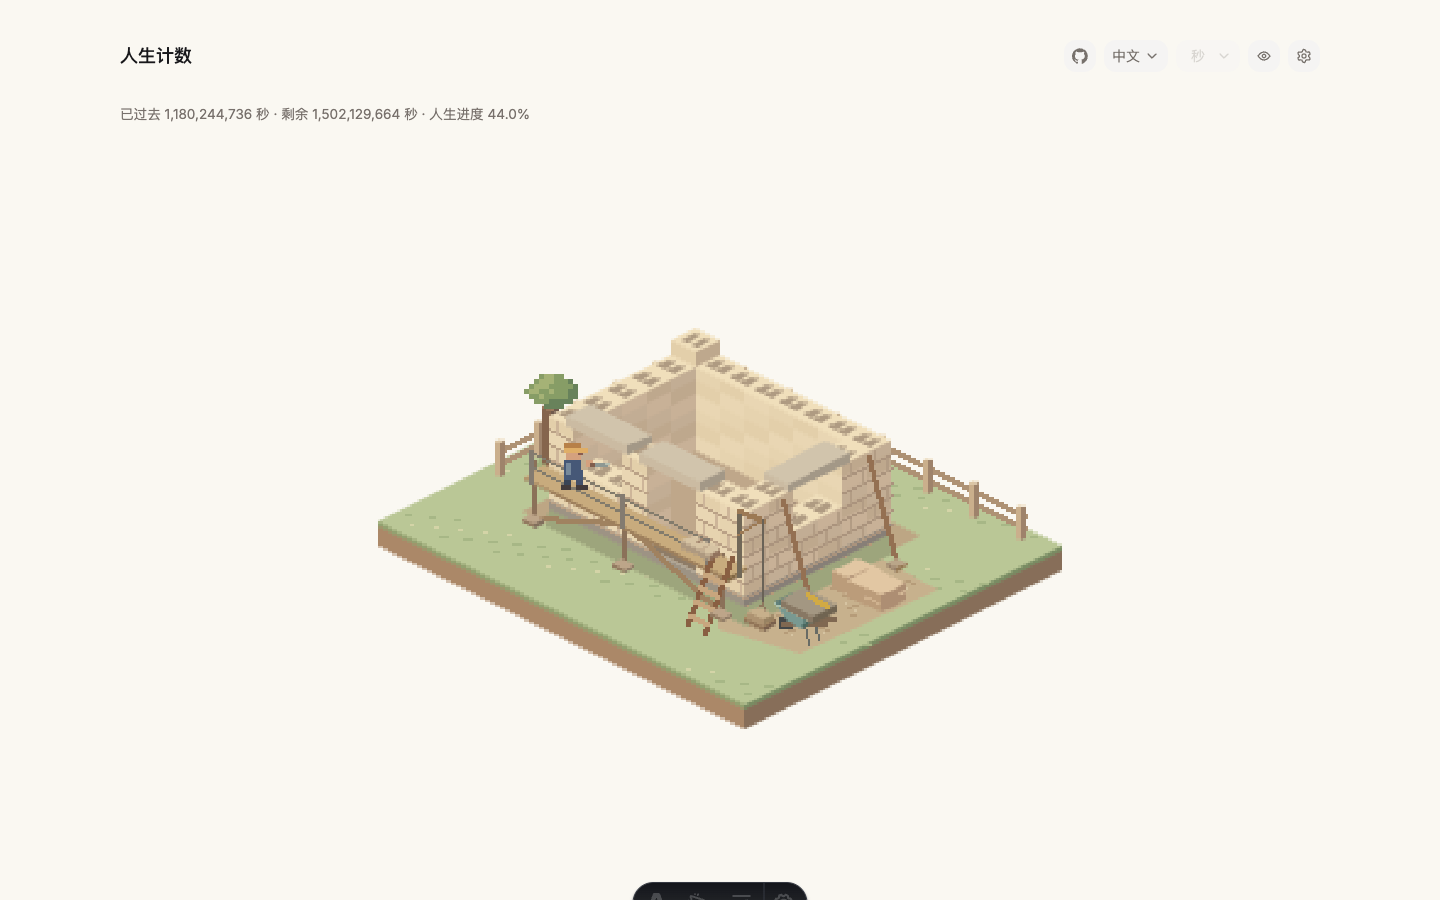 人生计数
中文
秒
已过去 1,180,244,736 秒 · 剩余 1,502,129,664 秒 · 人生进度 44.0%